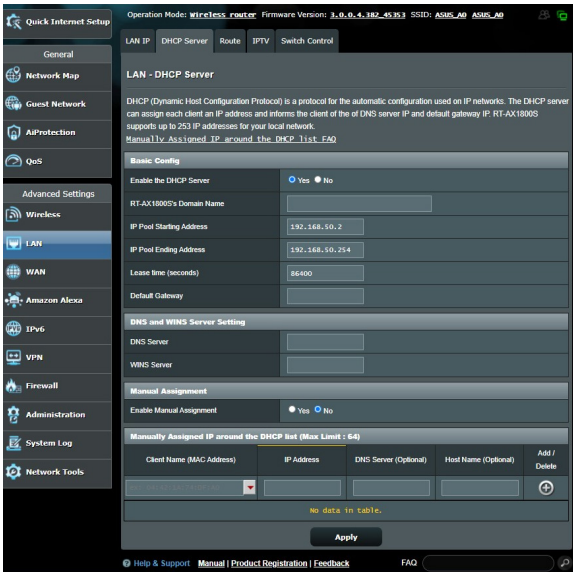 Quick Internet Setup
General
Network Map
Guest Network
AiProtection
QoS
Advanced Settings
Wireless
LAN
WAN
Amazon Alexa
IPv6
VPN
Firewall
Administration
System Log
Network Tools
Operation Mode: Wireless router Firmware Version: 3.0.0.4.382_45353 SSID: ASUS_A0 ASUS_A0
LAN IP DHCP Server Route IPTV Switch Control
LAN - DHCP Server
DHCP (Dynamic Host Configuration Protocol) is a protocol for the automatic configuration used on IP networks. The DHCP server
can assign each client an IP address and informs the client of the of DNS server IP and default gateway IP. RT-AX1800S
supports up to 253 IP addresses for your local network.
Manually Assigned IP around the DHCP list FAQ
Basic Config
Enable the DHCP Server Yes No
RT-AX1800S's Domain Name
IP Pool Starting Address 192.168.50.2
IP Pool Ending Address 192.168.50.254
Lease time (seconds) 86400
Default Gateway
DNS and WINS Server Setting
DNS Server
WINS Server
Manual Assignment
Enable Manual Assignment Yes No
Manually Assigned IP around the DHCP list (Max Limit : 64)
Client Name (MAC Address) IP Address DNS Server (Optional) Host Name (Optional) Add / Delete
No data in table.
Apply
Help & Support Manual | Product Registration | Feedback FAQ